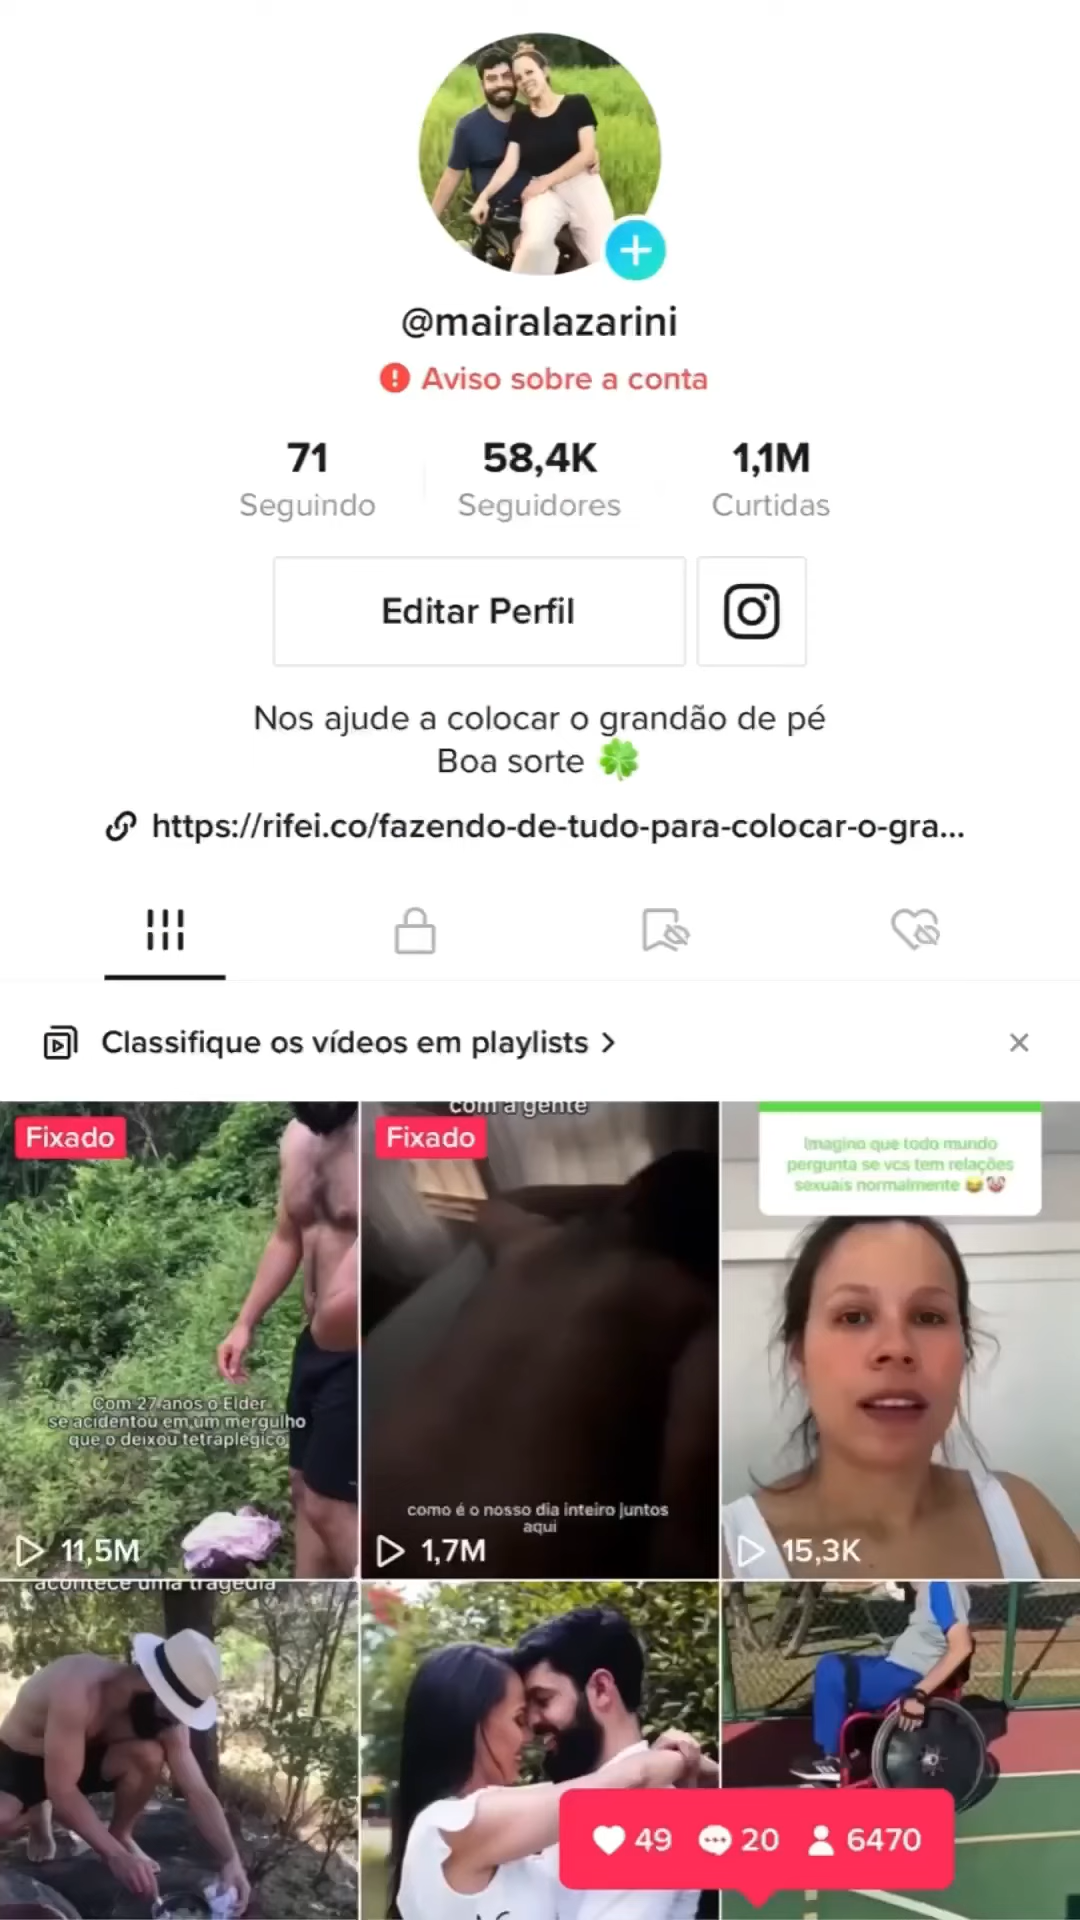 @mairalazarini
Aviso sobre a conta
71
58,4K
1,1M
Seguindo
Seguidores
Curtidas
Editar Perfil
Nos ajude a colocar o grandão de pé
Boa sorte 🍀
https://rifei.co/fazendo-de-tudo-para-colocar-o-gra...
Classifique os vídeos em playlists >
Fixado
Com 27 anos o Elder
se acidentou em um mergulho
que o deixou tetraplégico
11,5M
com a gente
Fixado
como é o nosso dia inteiro juntos
aqui
1,7M
Imagino que todo mundo
pergunta se vcs tem relações
sexuais normalmente 😂🤡
15,3K
acontece uma tragédia
49
20
6470